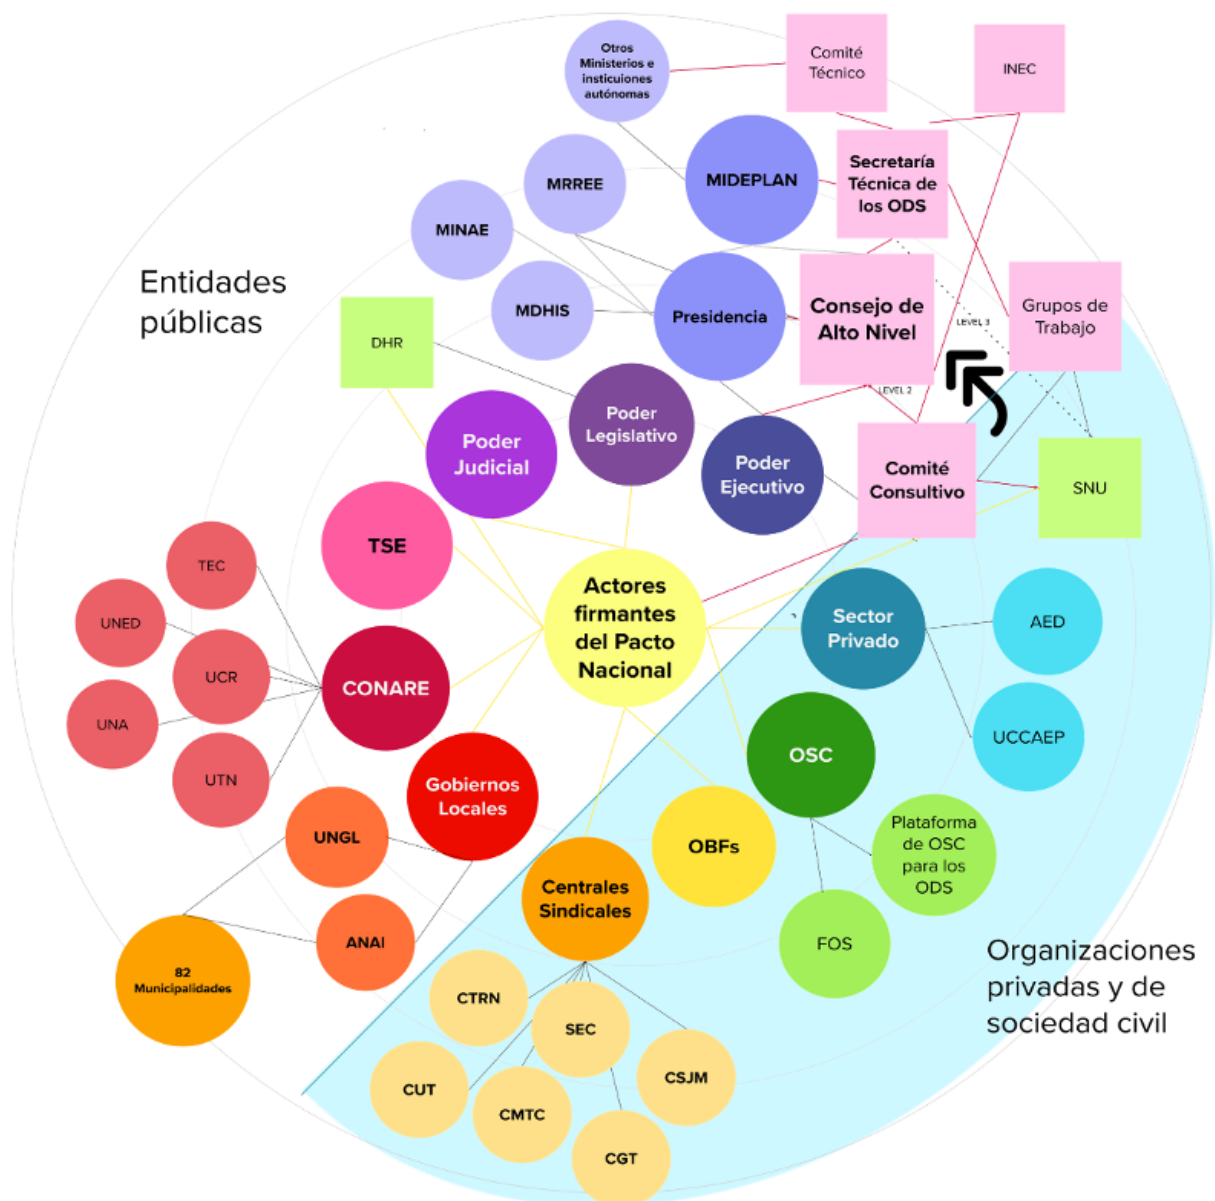 Otros
Ministerios e
insticuiones
autónomas
Comité
Técnico
INEC
MRREE
MIDEPLAN
Secretaría
Técnica de
los ODS
MINAE
Entidades
públicas
MDHIS
Presidencia
Consejo de
Alto Nivel
Grupos de
Trabajo
LEVEL 3
DHR
LEVEL 2
Poder
Judicial
Poder
Legislativo
Poder
Ejecutivo
Comité
Consultivo
SNU
TSE
TEC
Actores
firmantes
del Pacto
Nacional
Sector
Privado
AED
UNED
UCR
CONARE
UNA
UTN
UCCAEP
OSC
Gobiernos
Locales
UNGL
OBFs
Plataforma
de OSC
para los
ODS
Centrales
Sindicales
ANAI
FOS
82
Municipalidades
Organizaciones
privadas y de
sociedad civil
CTRN
SEC
CSJM
CUT
CMTC
CGT